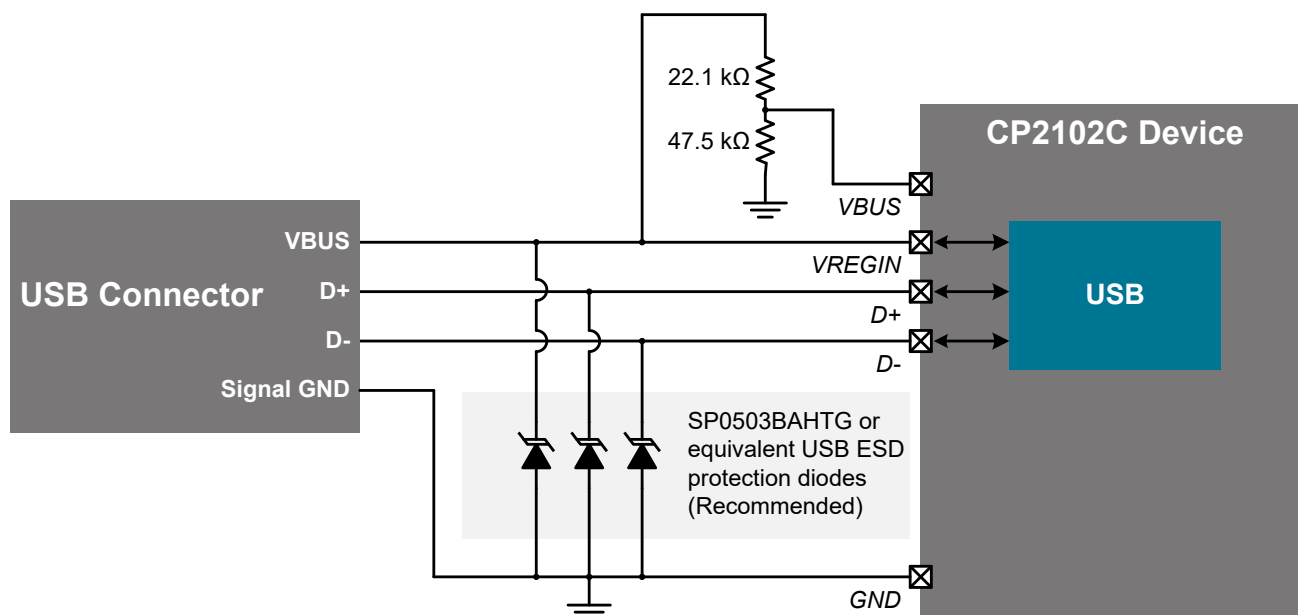 22.1 kΩ
47.5 kΩ
CP2102C Device
VBUS
VBUS
VREGIN
USB Connector
D+
D+
USB
D-
D-
Signal GND
SP0503BAHTG or
equivalent USB ESD
protection diodes
(Recommended)
GND